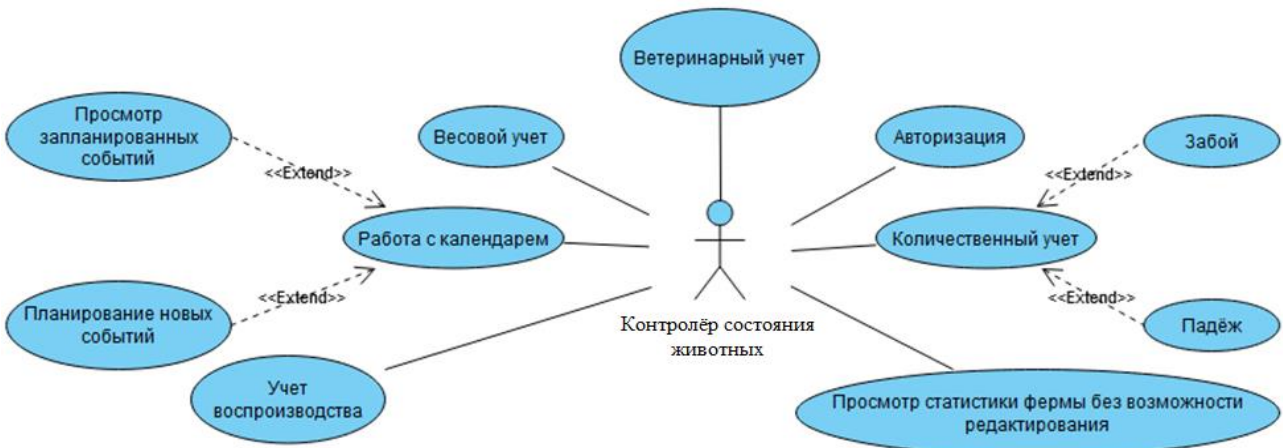 Ветеринарный учет
Просмотр
запланированных
событий
Весовой учет
Авторизация
Забой
<<Extend>>
<<Extend>>
Работа с календарем
Количественный учет
<<Extend>>
<<Extend>>
Планирование новых
событий
Контролёр состояния
животных
Падёж
Учет
воспроизводства
Просмотр статистики фермы без возможности
редактирования